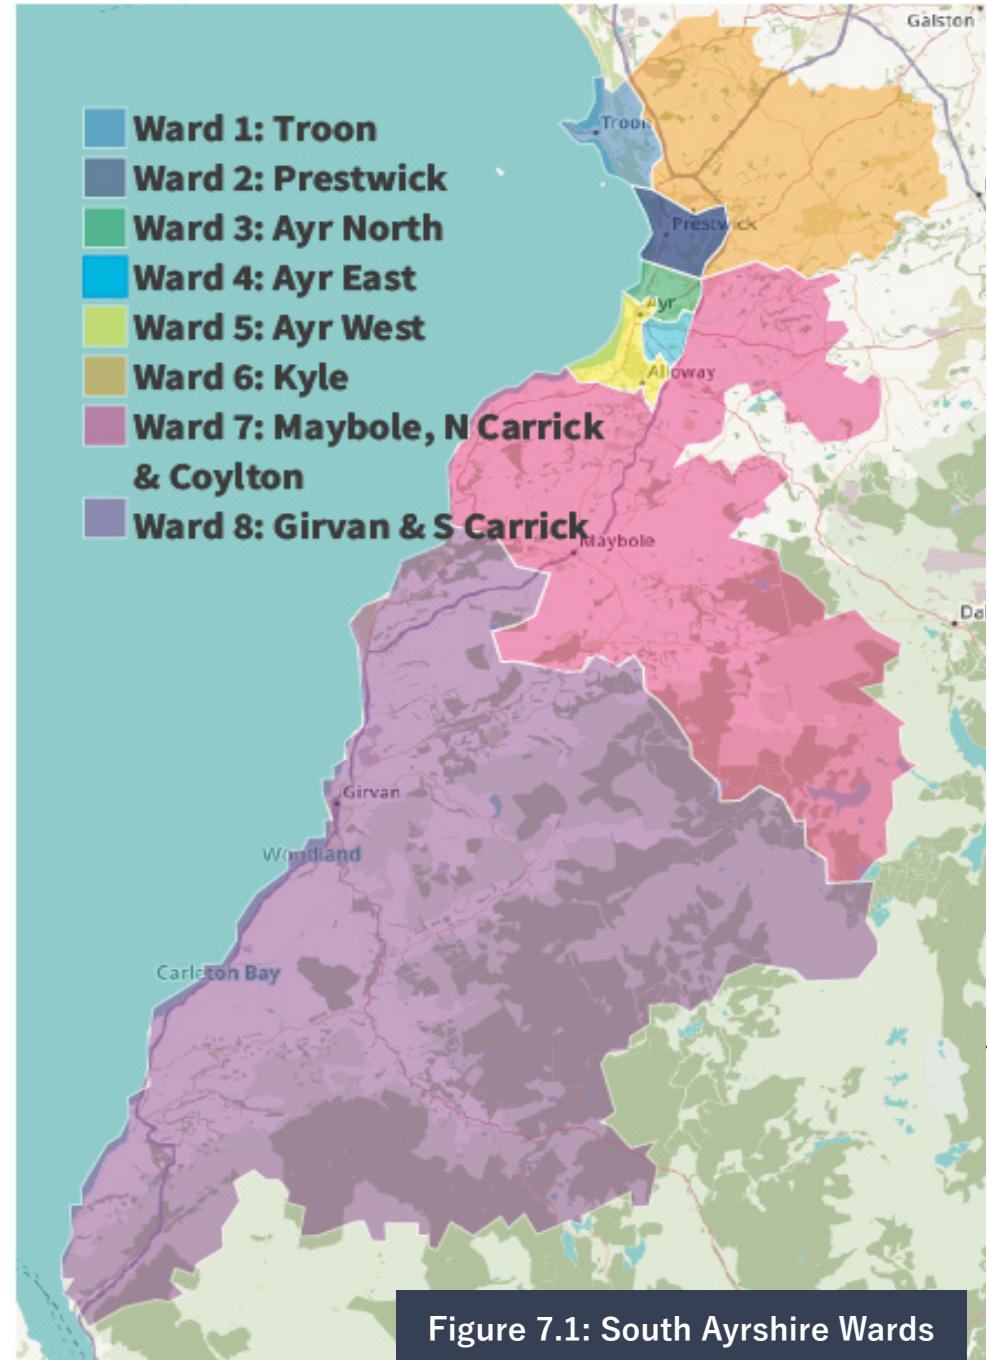 Galston
Troon
Ward 1: Troon
Ward 2: Prestwick
Ward 3: Ayr North
Prestwick
Ward 4: Ayr East
Ayr
Ward 5: Ayr West
Ward 6: Kyle
Alloway
Ward 7: Maybole, N Carrick
& Coylton
Ward 8: Girvan & S Carrick
Maybole
Dal
Girvan
Woodland
Carleton Bay
Figure 7.1: South Ayrshire Wards